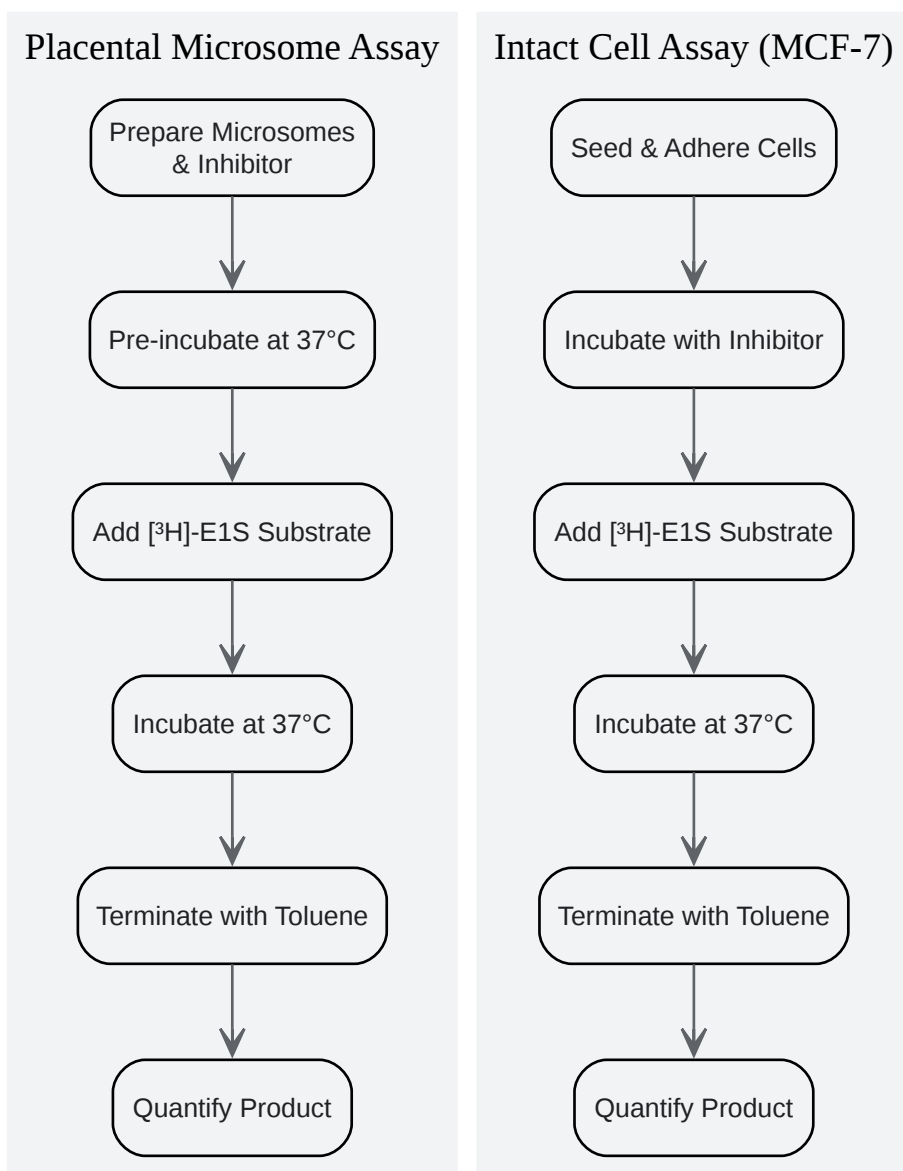 Placental Microsome Assay
Prepare Microsomes
& Inhibitor
Pre-incubate at 37°C
Add [³H]-E1S Substrate
Incubate at 37°C
Terminate with Toluene
Quantify Product
Intact Cell Assay (MCF-7)
Seed & Adhere Cells
Incubate with Inhibitor
Add [³H]-E1S Substrate
Incubate at 37°C
Terminate with Toluene
Quantify Product